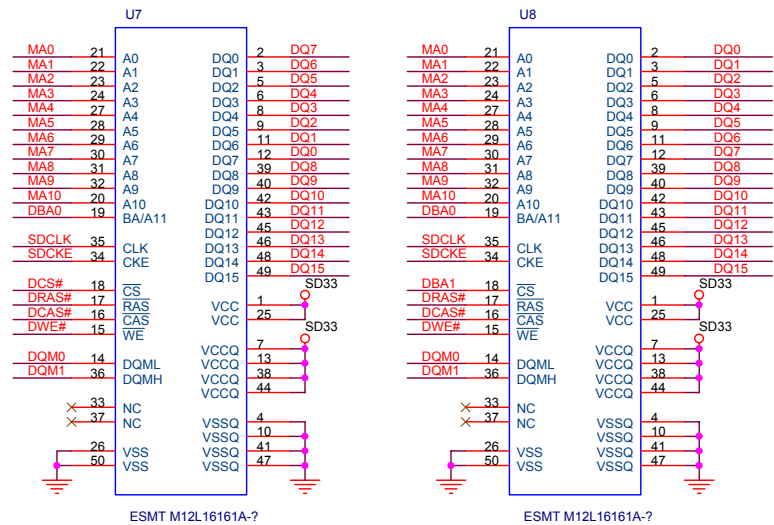 U7
MA0 21 A0 DQ0 2 DQ7
MA1 22 A1 DQ1 3 DQ6
MA2 23 A2 DQ2 5 DQ5
MA3 24 A3 DQ3 6 DQ4
MA4 27 A4 DQ4 8 DQ3
MA5 28 A5 DQ5 9 DQ2
MA6 29 A6 DQ6 11 DQ1
MA7 30 A7 DQ7 12 DQ0
MA8 31 A8 DQ8 39 DQ8
MA9 32 A9 DQ9 40 DQ9
MA10 20 A10 DQ10 42 DQ10
DBA0 19 BA/A11 DQ11 43 DQ11
DQ12 45 DQ12
SDCLK 35 CLK DQ13 46 DQ13
SDCKE 34 CKE DQ14 48 DQ14
DQ15 49 DQ15
DCS# 18 CS SD33
DRAS# 17 RAS VCC 1
DCAS# 16 CAS VCC 25
DWE# 15 WE SD33
VCCQ 7
DQM0 14 DQML VCCQ 13
DQM1 36 DQMH VCCQ 38
VCCQ 44
33 NC
37 NC VSSQ 4
VSSQ 10
26 VSS VSSQ 41
50 VSS VSSQ 47
ESMT M12L16161A-?
U8
MA0 21 A0 DQ0 2 DQ0
MA1 22 A1 DQ1 3 DQ1
MA2 23 A2 DQ2 5 DQ2
MA3 24 A3 DQ3 6 DQ3
MA4 27 A4 DQ4 8 DQ4
MA5 28 A5 DQ5 9 DQ5
MA6 29 A6 DQ6 11 DQ6
MA7 30 A7 DQ7 12 DQ7
MA8 31 A8 DQ8 39 DQ8
MA9 32 A9 DQ9 40 DQ9
MA10 20 A10 DQ10 42 DQ10
DBA0 19 BA/A11 DQ11 43 DQ11
DQ12 45 DQ12
SDCLK 35 CLK DQ13 46 DQ13
SDCKE 34 CKE DQ14 48 DQ14
DQ15 49 DQ15
DBA1 18 CS SD33
DRAS# 17 RAS VCC 1
DCAS# 16 CAS VCC 25
DWE# 15 WE SD33
VCCQ 7
DQM0 14 DQML VCCQ 13
DQM1 36 DQMH VCCQ 38
VCCQ 44
33 NC
37 NC VSSQ 4
VSSQ 10
26 VSS VSSQ 41
50 VSS VSSQ 47
ESMT M12L16161A-?